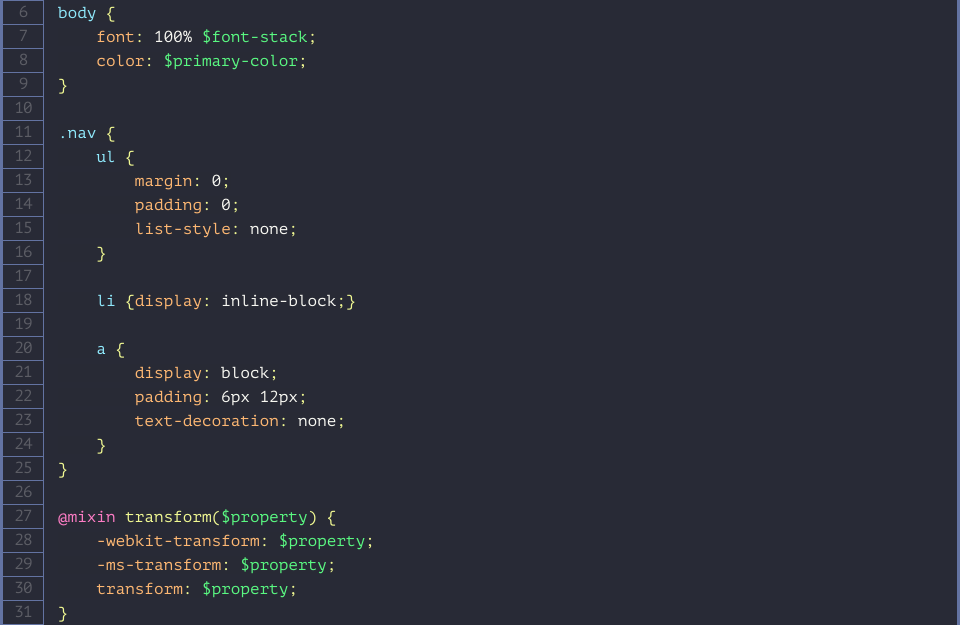 6 body {
7     font: 100% $font-stack;
8     color: $primary-color;
9 }
10
11 .nav {
12     ul {
13         margin: 0;
14         padding: 0;
15         list-style: none;
16     }
17
18     li {display: inline-block;}
19
20     a {
21         display: block;
22         padding: 6px 12px;
23         text-decoration: none;
24     }
25 }
26
27 @mixin transform($property) {
28     -webkit-transform: $property;
29     -ms-transform: $property;
30     transform: $property;
31 }